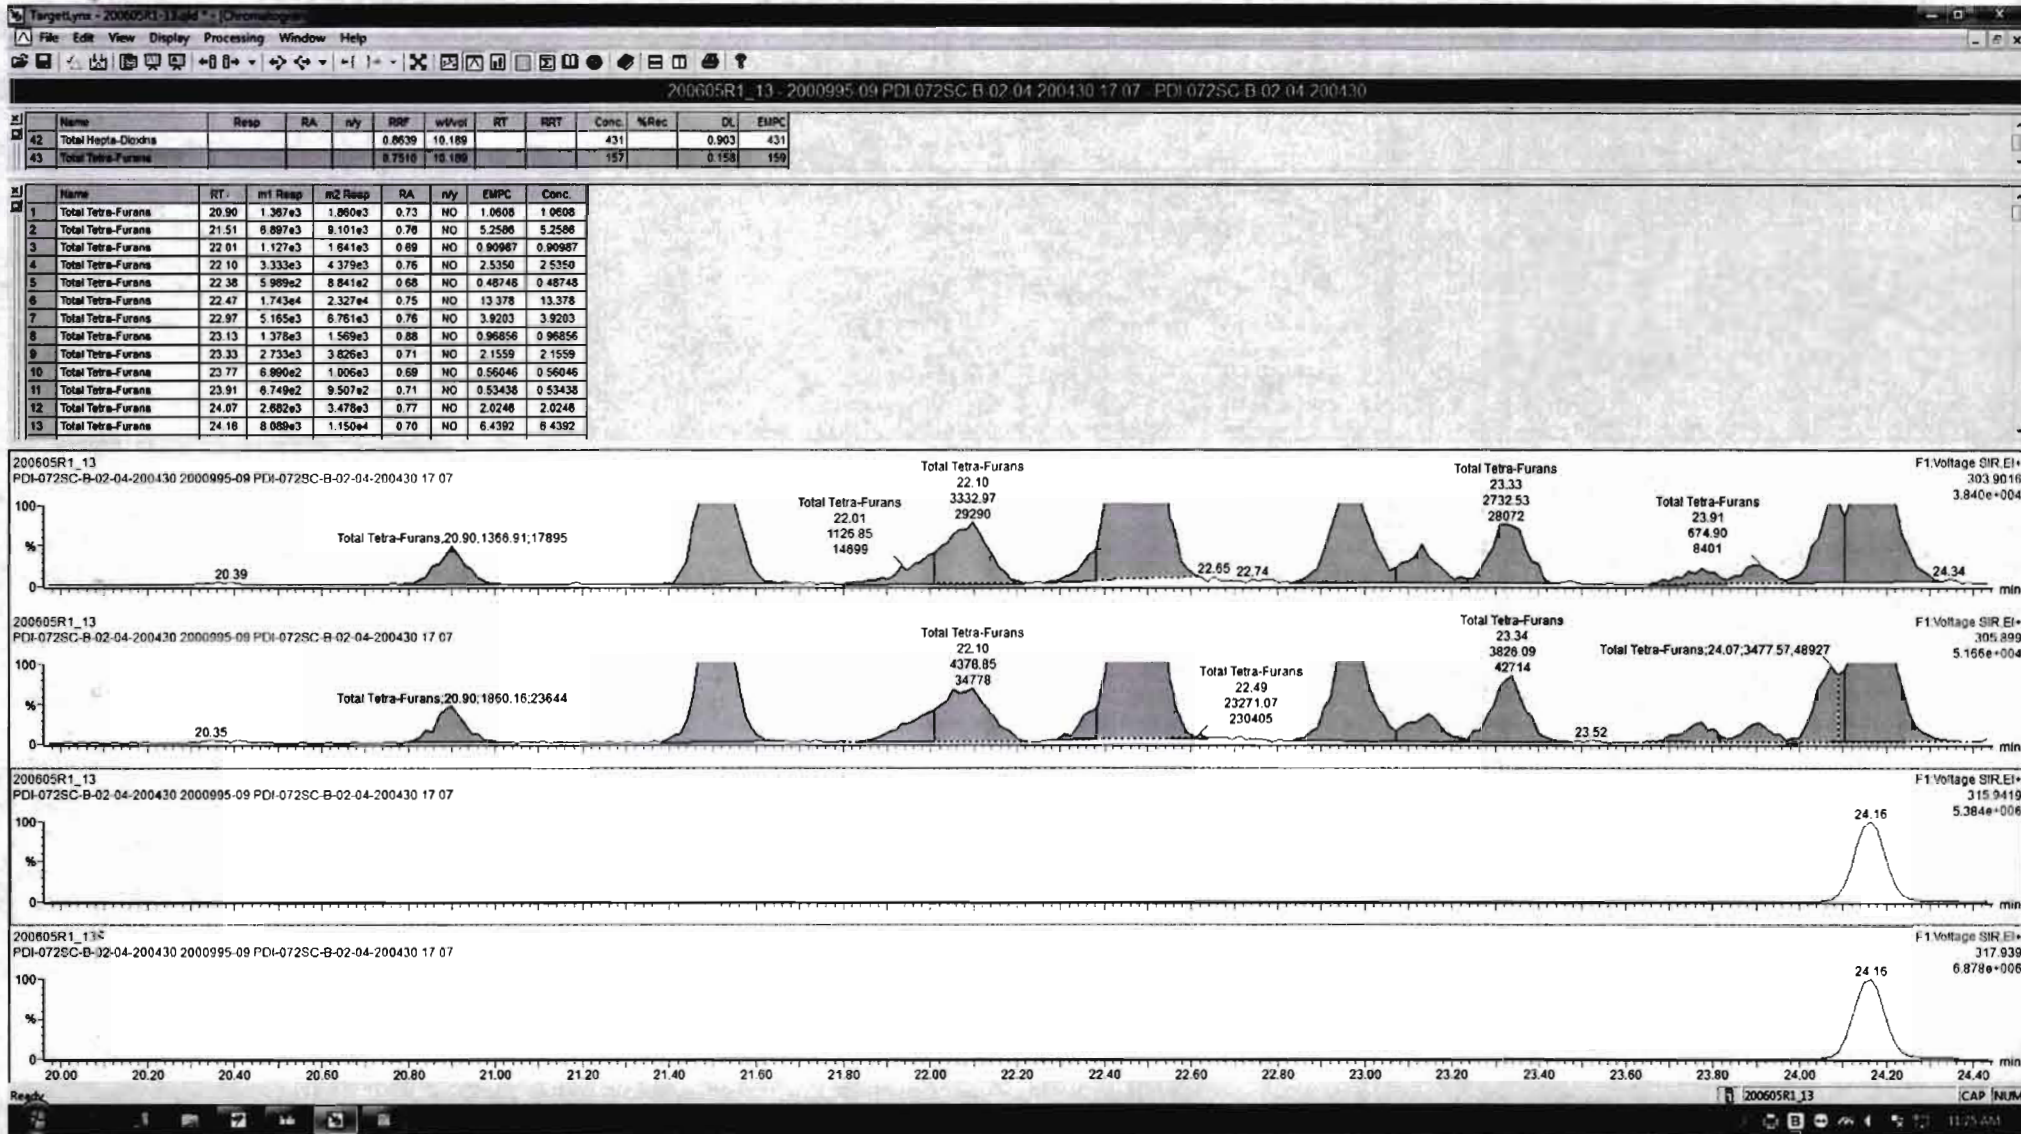 TargetLynx - 200605R1-13.qld * - [Chromatogram]
File Edit View Display Processing Window Help
200605R1_13 - 2000995-09 PDI-072SC-B-02-04-200430 17 07 - PDI-072SC-B-02-04-200430
Name Resp RA n/y RRF wt/vol RT RRT Conc. %Rec DL EMPC
42 Total Hepta-Dioxins 0.8639 10.189 431 0.903 431
43 Total Tetra-Furans 0.7510 10.189 157 0.158 159
Name RT m1 Resp m2 Resp RA n/y EMPC Conc.
1 Total Tetra-Furans 20.90 1.367e3 1.860e3 0.73 NO 1.0608 1.0608
2 Total Tetra-Furans 21.51 6.897e3 9.101e3 0.76 NO 5.2586 5.2586
3 Total Tetra-Furans 22.01 1.127e3 1.641e3 0.69 NO 0.90987 0.90987
4 Total Tetra-Furans 22.10 3.333e3 4.379e3 0.76 NO 2.5350 2.5350
5 Total Tetra-Furans 22.38 5.989e2 8.841e2 0.68 NO 0.48748 0.48748
6 Total Tetra-Furans 22.47 1.743e4 2.327e4 0.75 NO 13.378 13.378
7 Total Tetra-Furans 22.97 5.165e3 6.761e3 0.76 NO 3.9203 3.9203
8 Total Tetra-Furans 23.13 1.378e3 1.569e3 0.88 NO 0.96856 0.96856
9 Total Tetra-Furans 23.33 2.733e3 3.826e3 0.71 NO 2.1559 2.1559
10 Total Tetra-Furans 23.77 6.990e2 1.006e3 0.69 NO 0.56046 0.56046
11 Total Tetra-Furans 23.91 6.749e2 9.507e2 0.71 NO 0.53438 0.53438
12 Total Tetra-Furans 24.07 2.682e3 3.478e3 0.77 NO 2.0246 2.0246
13 Total Tetra-Furans 24.16 8.089e3 1.150e4 0.70 NO 6.4392 6.4392
200605R1_13
PDI-072SC-B-02-04-200430 2000995-09 PDI-072SC-B-02-04-200430 17 07
F1:Voltage SIR,EI+
303.9016
3.840e+004
100
%
0
20.39
Total Tetra-Furans;20.90;1366.91;17895
Total Tetra-Furans
22.01
1126.85
14699
Total Tetra-Furans
22.10
3332.97
29290
22.65 22.74
Total Tetra-Furans
23.33
2732.53
28072
Total Tetra-Furans
23.91
674.90
8401
24.34
min
200605R1_13
PDI-072SC-B-02-04-200430 2000995-09 PDI-072SC-B-02-04-200430 17 07
F1:Voltage SIR,EI+
305.899
5.166e+004
100
%
0
20.35
Total Tetra-Furans;20.90;1860.16;23644
Total Tetra-Furans
22.10
4378.85
34778
Total Tetra-Furans
22.49
23271.07
230405
Total Tetra-Furans
23.34
3826.09
42714
23.52
Total Tetra-Furans;24.07;3477.57;48927
min
200605R1_13
PDI-072SC-B-02-04-200430 2000995-09 PDI-072SC-B-02-04-200430 17 07
F1:Voltage SIR,EI+
315.9419
5.384e+006
100
%
0
24.16
min
200605R1_13
PDI-072SC-B-02-04-200430 2000995-09 PDI-072SC-B-02-04-200430 17 07
F1:Voltage SIR,EI+
317.939
6.878e+006
100
%
0
24.16
min
20.00 20.20 20.40 20.60 20.80 21.00 21.20 21.40 21.60 21.80 22.00 22.20 22.40 22.60 22.80 23.00 23.20 23.40 23.60 23.80 24.00 24.20 24.40
Ready
200605R1_13
CAP NUM
11:25 AM